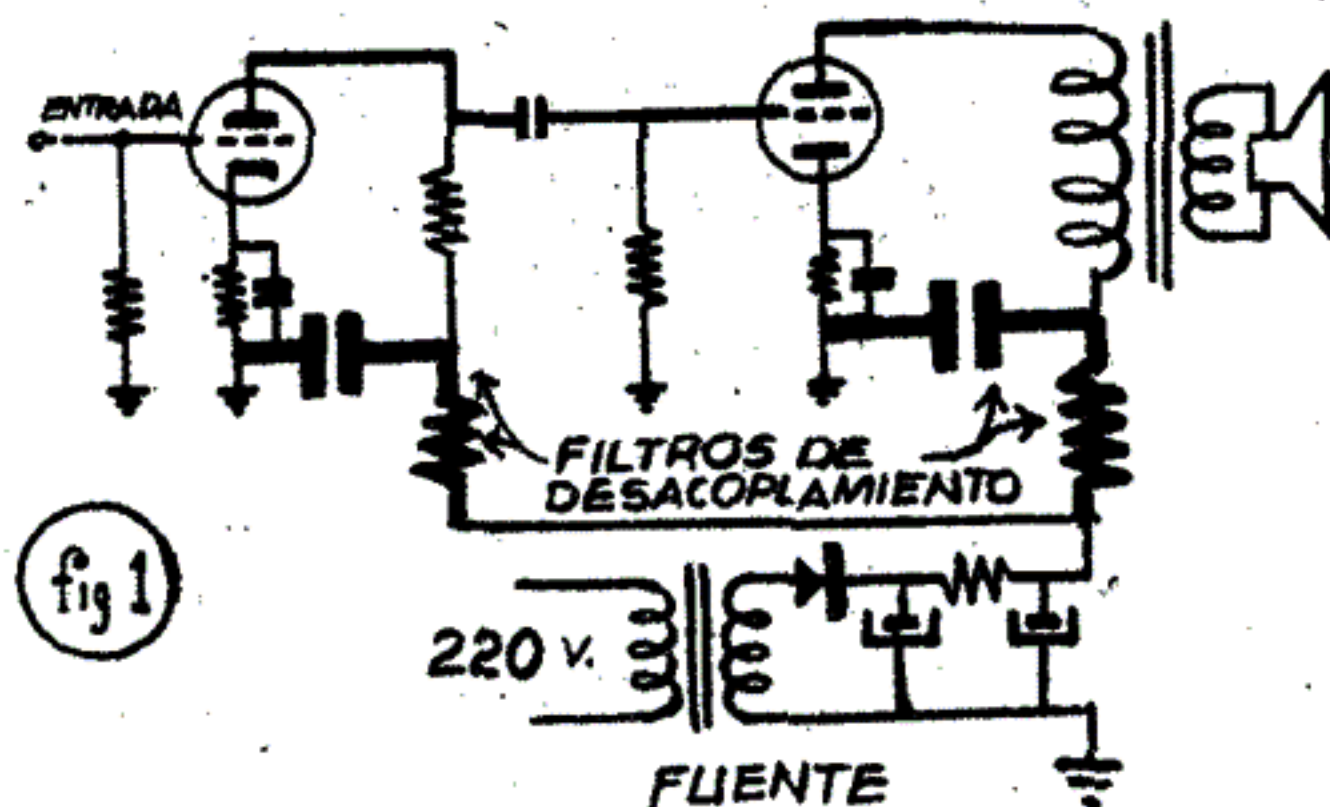 ENTRADA
FILTROS DE
DESACOPLAMIENTO
fig 1
220 V.
FUENTE